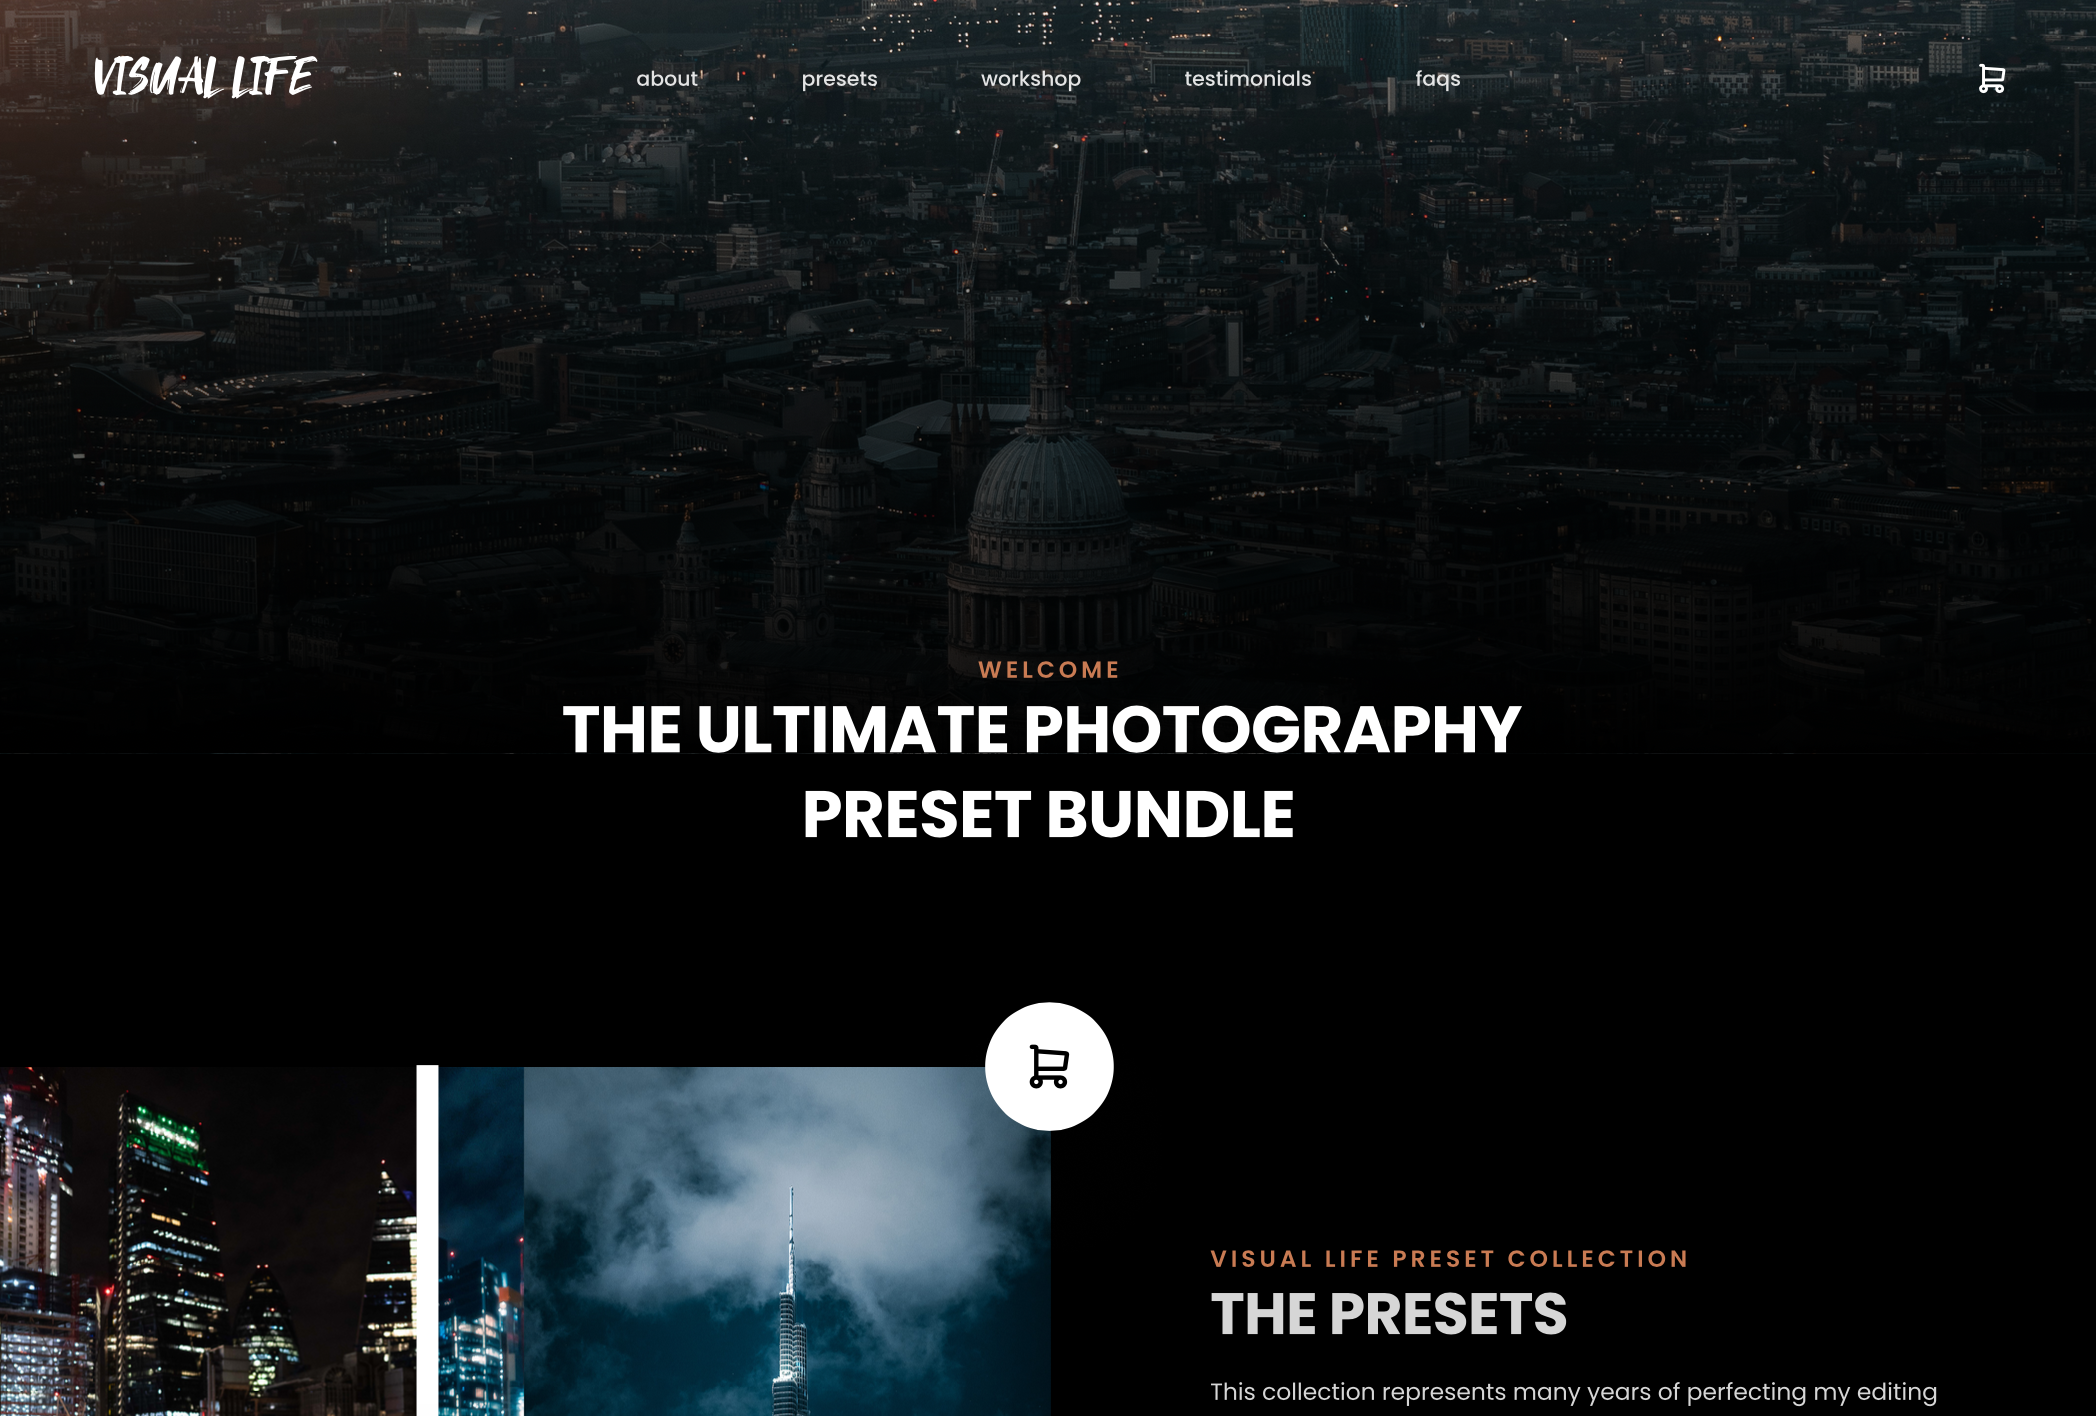 VISUAL LIFE
about
presets
workshop
testimonials
faqs
WELCOME
THE ULTIMATE PHOTOGRAPHY
PRESET BUNDLE
VISUAL LIFE PRESET COLLECTION
THE PRESETS
This collection represents many years of perfecting my editing